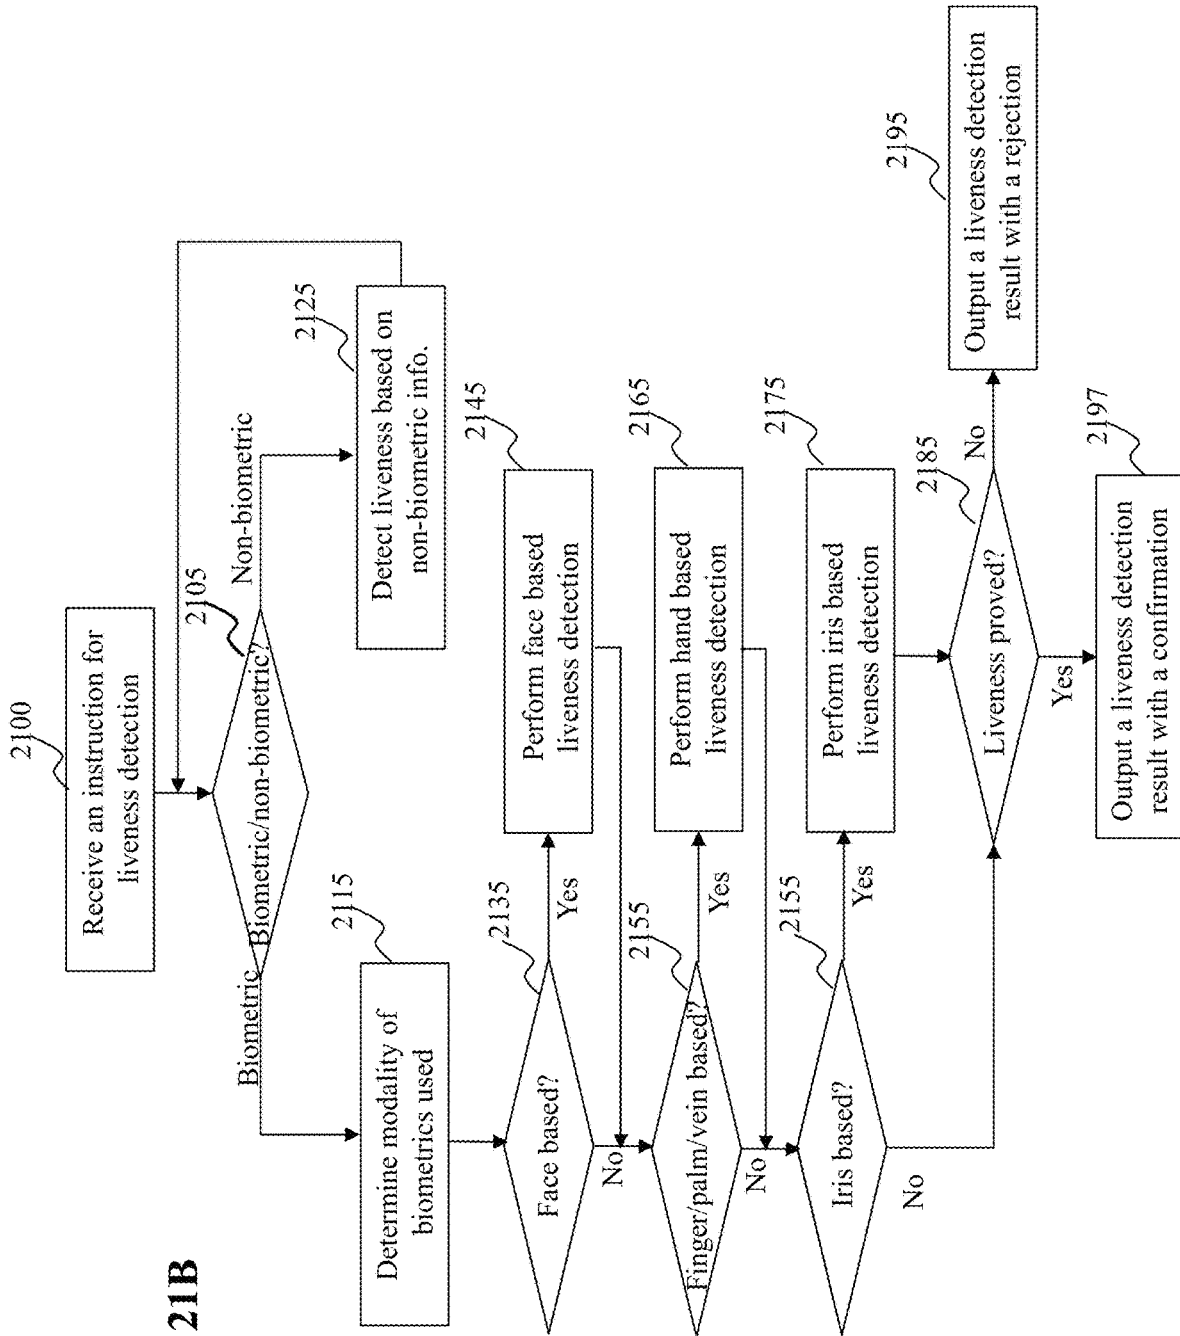 21B
2100
Receive an instruction for
liveness detection
2105
Biometric/non-biometric?
Biometric
Non-biometric
2115
Determine modality of
biometrics used
2125
Detect liveness based on
non-biometric info.
2135
Face based?
Yes
No
2145
Perform face based
liveness detection
2155
Finger/palm/vein based?
Yes
No
2165
Perform hand based
liveness detection
2155
Iris based?
Yes
No
2175
Perform iris based
liveness detection
2185
Liveness proved?
No
Yes
2195
Output a liveness detection
result with a rejection
2197
Output a liveness detection
result with a confirmation